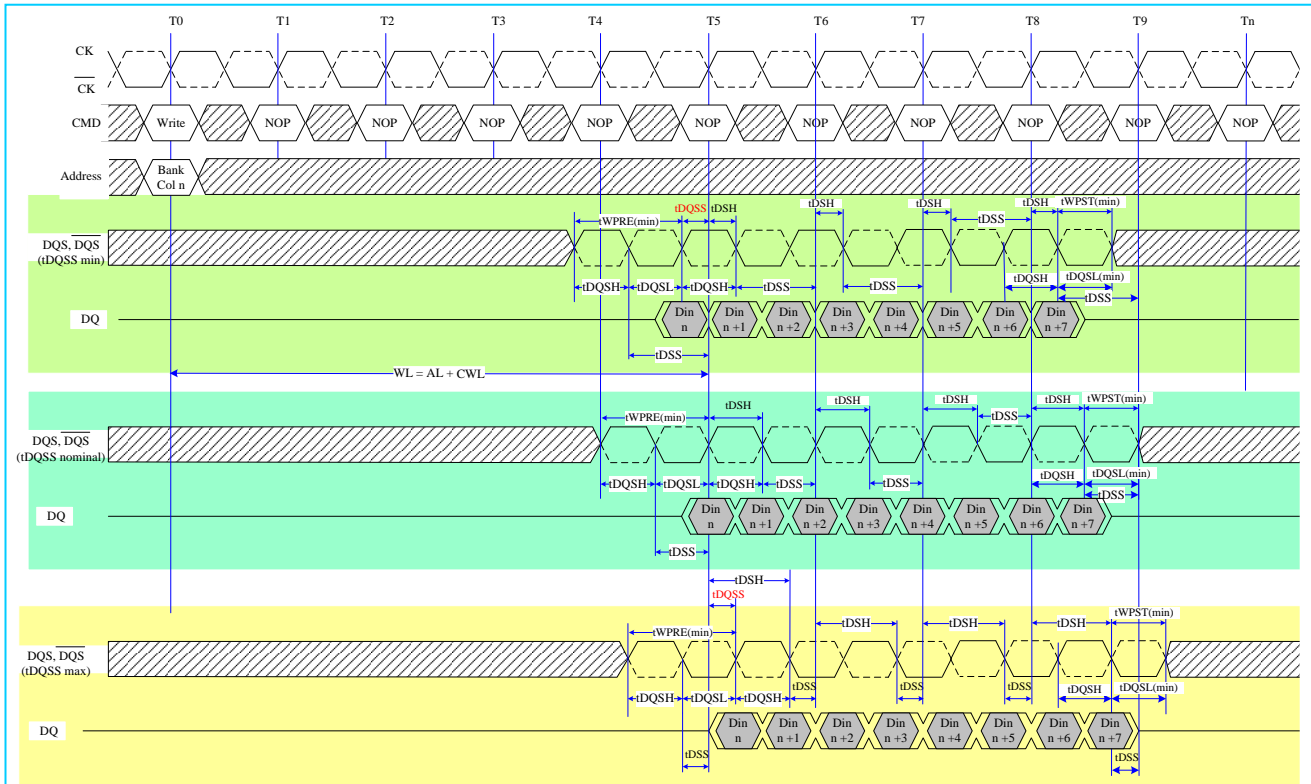 T0 T1 T2 T3 T4 T5 T6 T7 T8 T9 Tn
CK
CK
CMD Write NOP NOP NOP NOP NOP NOP NOP NOP NOP NOP
Address Bank
Col n
tDQSS tDSH tDSH tDSH tDSH tWPST(min)
tWPRE(min) tDSS
DQS, DQS
(tDQSS min)
tDQSH tDQSL tDQSH tDSS tDSS tDQSH tDQSL(min)
tDSS
DQ Din Din Din Din Din Din Din Din
n n +1 n +2 n +3 n +4 n +5 n +6 n +7
tDSS
WL = AL + CWL
tWPRE(min) tDSH tDSH tDSH tDSH tWPST(min)
tDSS
DQS, DQS
(tDQSS nominal)
tDQSH tDQSL tDQSH tDSS tDSS tDQSH tDQSL(min)
tDSS
DQ Din Din Din Din Din Din Din Din
n n +1 n +2 n +3 n +4 n +5 n +6 n +7
tDSS
tDSH
tDQSS
tWPRE(min) tDSH tDSH tDSH tWPST(min)
DQS, DQS
(tDQSS max)
tDQSH tDQSL tDQSH tDSS tDSS tDSS tDQSH tDQSL(min)
DQ Din Din Din Din Din Din Din Din
n n +1 n +2 n +3 n +4 n +5 n +6 n +7
tDSS tDSS